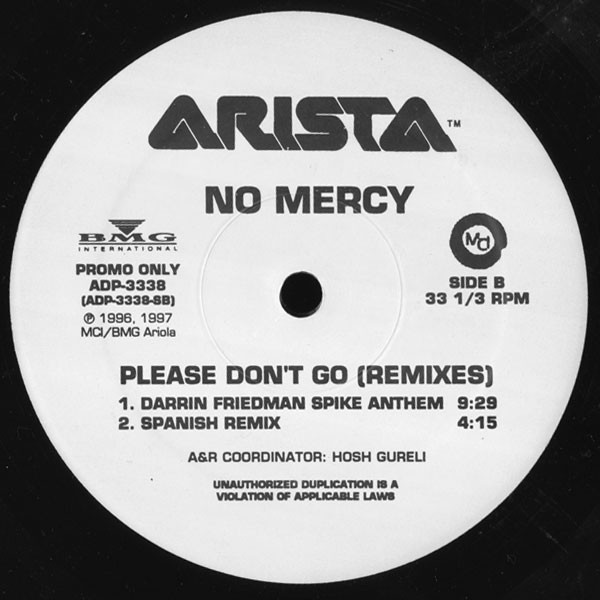 ARISTA™
NO MERCY
BMG
INTERNATIONAL
PROMO ONLY
ADP-3338
(ADP-3338-SB)
℗ 1996, 1997
MCI/BMG Ariola
MCI
SIDE B
33 1/3 RPM
PLEASE DON'T GO (REMIXES)
1. DARRIN FRIEDMAN SPIKE ANTHEM 9:29
2. SPANISH REMIX 4:15
A&R COORDINATOR: HOSH GURELI
UNAUTHORIZED DUPLICATION IS A
VIOLATION OF APPLICABLE LAWS